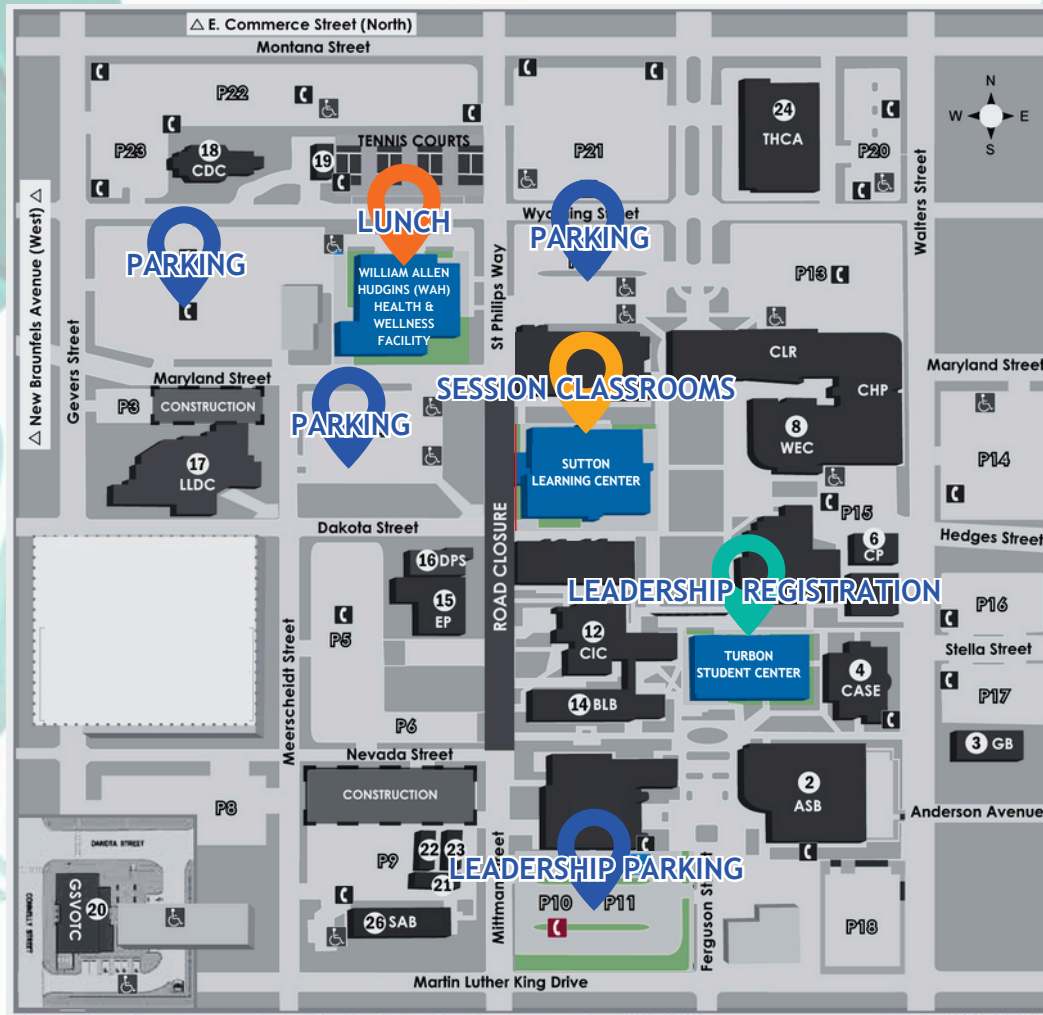 △ E. Commerce Street (North)
Montana Street
P22
24
THCA
N
W E
S
P23
18
CDC
19
TENNIS COURTS
P21
P20
△ New Braunfels Avenue (West) △
Gevers Street
Walters Street
LUNCH
Wyoming Street
PARKING
PARKING
WILLIAM ALLEN
HUDGINS (WAH)
HEALTH &
WELLNESS
FACILITY
St Philips Way
P13
CLR
CHP
Maryland Street
Maryland Street
P3
CONSTRUCTION
SESSION CLASSROOMS
PARKING
8
WEC
17
LLDC
SUTTON
LEARNING CENTER
P14
ROAD CLOSURE
P15
Dakota Street
6
CP
Hedges Street
16 DPS
15
EP
P5
LEADERSHIP REGISTRATION
P16
12
CIC
TURBON
STUDENT CENTER
4
CASE
Stella Street
P17
14 BLB
Meerscheidt Street
P6
Nevada Street
3 GB
CONSTRUCTION
2
ASB
P8
Anderson Avenue
DAKOTA STREET
P9
22
23
21
LEADERSHIP PARKING
Mittman Street
Ferguson Street
P10
P11
GSVOTC
20
CONNELLY STREET
26 SAB
P18
Martin Luther King Drive